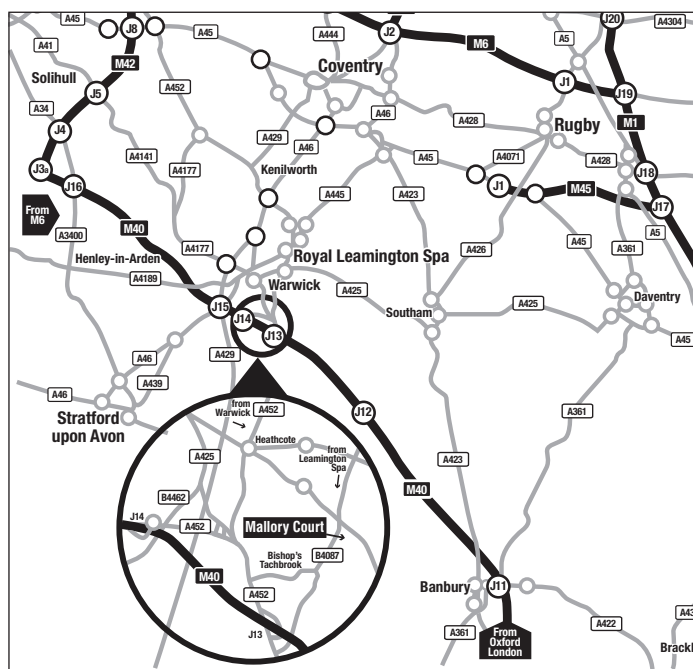 A45
J8
A444
J2
J20
A4304
A41
A45
M6
A5
Solihull
M42
Coventry
J5
A452
J1
J19
A34
A46
M1
J4
A429
A428
Rugby
A46
A4141
A45
A4071
A428
J3a
A4177
Kenilworth
J18
J16
A445
A423
J1
M45
J17
From
M6
M40
A3400
A5
A4177
A426
A45
A361
Henley-in-Arden
Royal Leamington Spa
A4189
Warwick
A425
Daventry
J15
Southam
A425
J14
J13
A45
A429
A46
A46
A439
J12
A361
Stratford
upon Avon
from
Warwick
A452
Heathcote
from
Leamington
Spa
A425
A423
B4462
M40
J14
A452
Mallory Court
Bishop's
Tachbrook
B4087
M40
A452
Banbury
J11
J13
A361
From
Oxford
London
A422
A43
Brackl